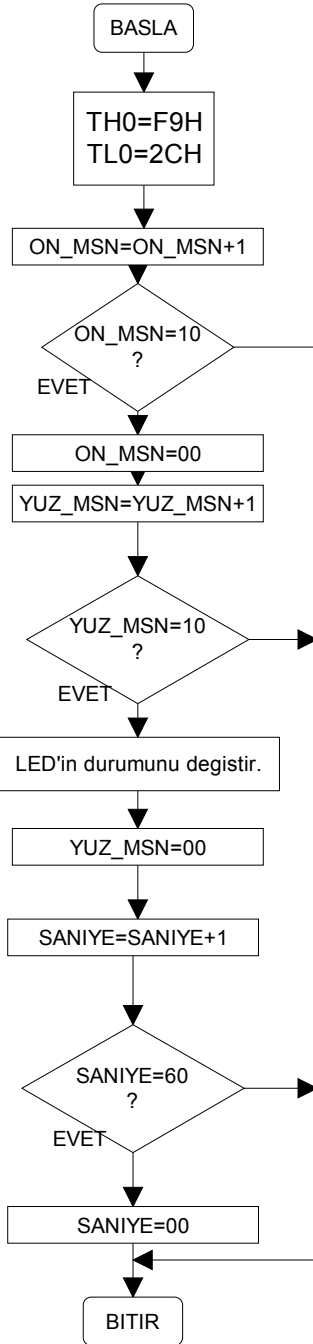 BASLA
TH0=F9H
TL0=2CH
ON_MSN=ON_MSN+1
ON_MSN=10
?
EVET
ON_MSN=00
YUZ_MSN=YUZ_MSN+1
YUZ_MSN=10
?
EVET
LED'in durumunu degistir.
YUZ_MSN=00
SANIYE=SANIYE+1
SANIYE=60
?
EVET
SANIYE=00
BITIR